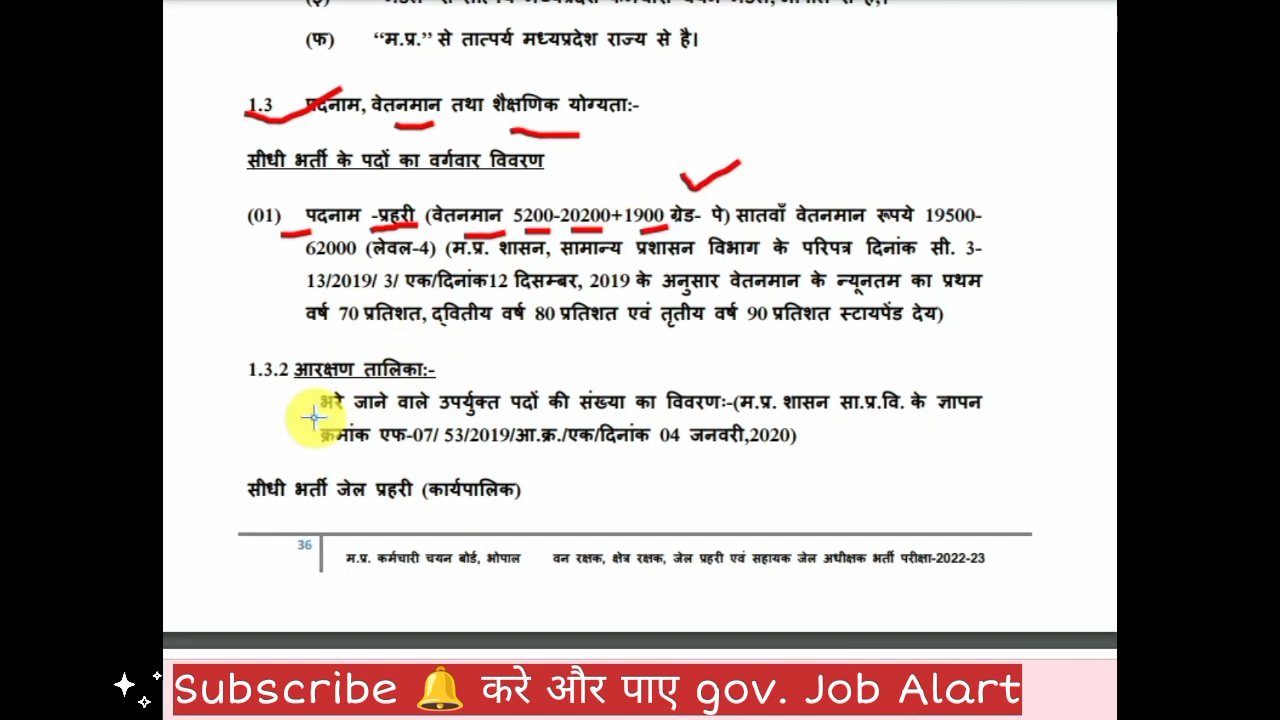 (फ) “म.प्र.” से तात्पर्य मध्यप्रदेश राज्य से है।
1.3 पदनाम, वेतनमान तथा शैक्षणिक योग्यता:-
सीधी भर्ती के पदों का वर्गवार विवरण
(01) पदनाम -प्रहरी (वेतनमान 5200-20200+1900 ग्रेड- पे) सातवाँ वेतनमान रूपये 19500-
62000 (लेवल-4) (म.प्र. शासन, सामान्य प्रशासन विभाग के परिपत्र दिनांक सी. 3-
13/2019/ 3/ एक/दिनांक12 दिसम्बर, 2019 के अनुसार वेतनमान के न्यूनतम का प्रथम
वर्ष 70 प्रतिशत, द्वितीय वर्ष 80 प्रतिशत एवं तृतीय वर्ष 90 प्रतिशत स्टायपेंड देय)
1.3.2 आरक्षण तालिका:-
भरे जाने वाले उपर्युक्त पदों की संख्या का विवरणः-(म.प्र. शासन सा.प्र.वि. के ज्ञापन
क्रमांक एफ-07/ 53/2019/आ.क्र./एक/दिनांक 04 जनवरी,2020)
सीधी भर्ती जेल प्रहरी (कार्यपालिक)
36 म.प्र. कर्मचारी चयन बोर्ड, भोपाल वन रक्षक, क्षेत्र रक्षक, जेल प्रहरी एवं सहायक जेल अधीक्षक भर्ती परीक्षा-2022-23
Subscribe 🔔 करे और पाए gov. Job Alart